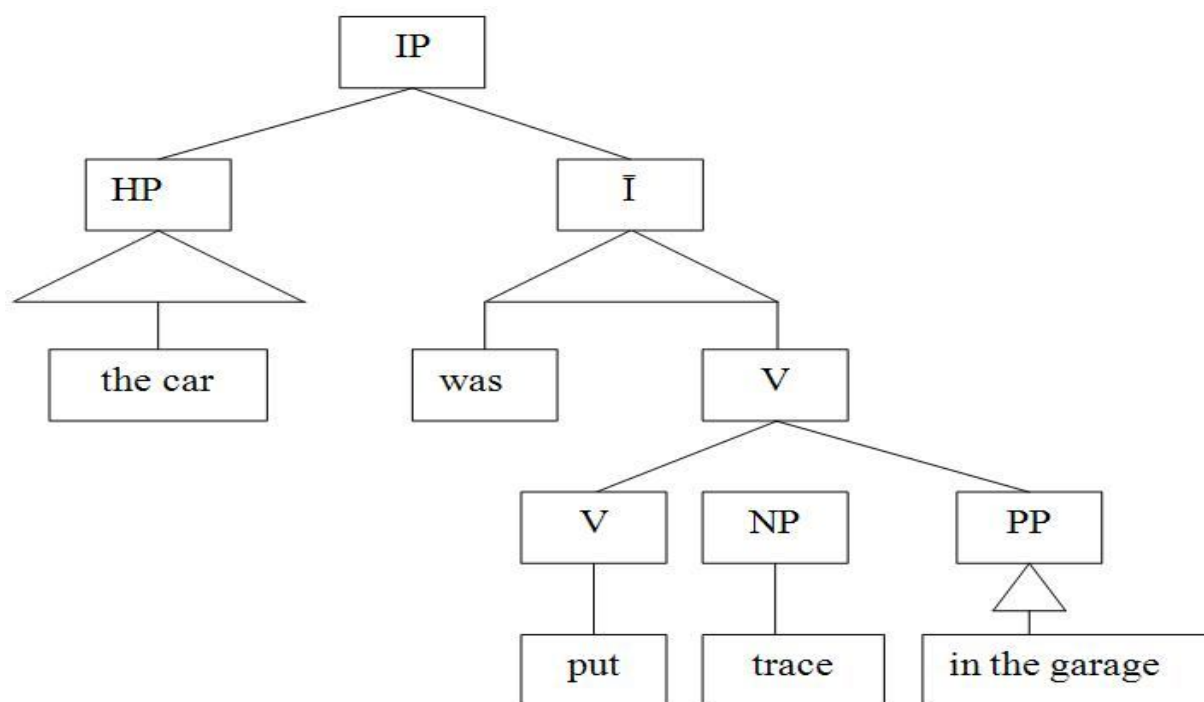 IP
HP Ī
the car was V
V NP PP
put trace in the garage